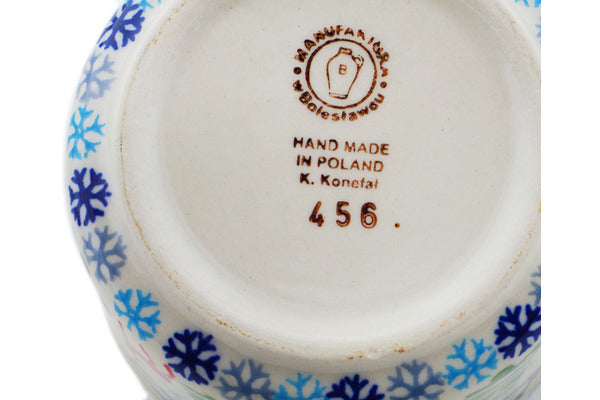 MANUFAKTURA
B
w Bolesławcu
HAND MADE
IN POLAND
K. Konefał
456.